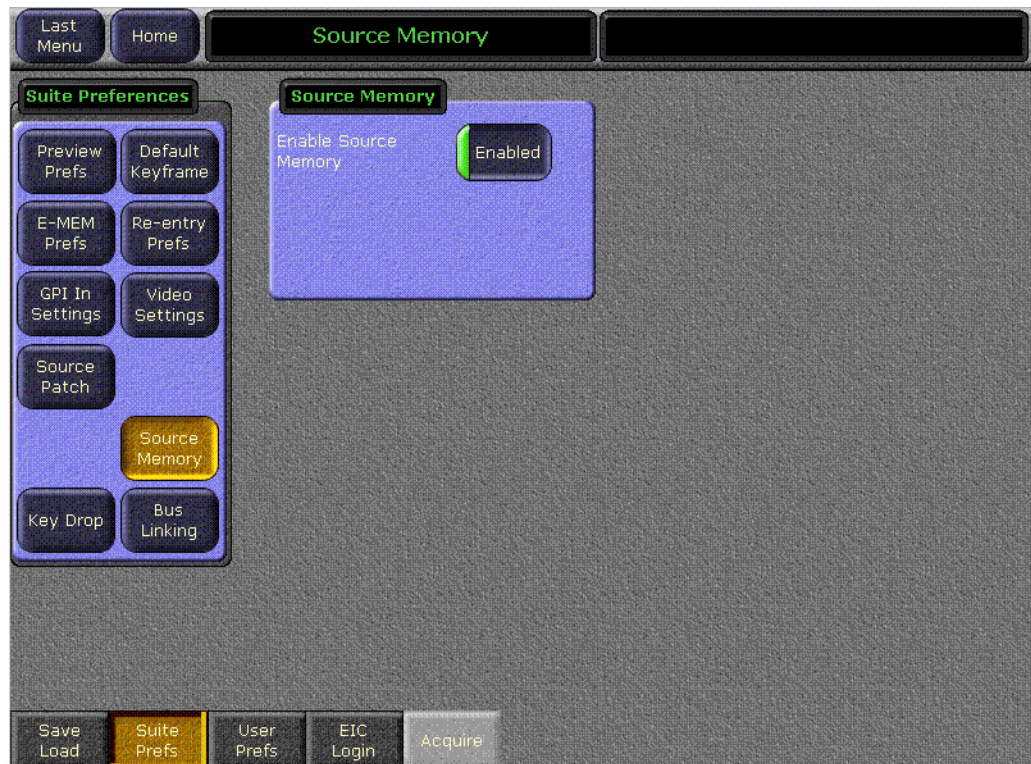 Last
Menu
Home
Source Memory
Suite Preferences
Preview
Prefs
Default
Keyframe
E-MEM
Prefs
Re-entry
Prefs
GPI In
Settings
Video
Settings
Source
Patch
Source
Memory
Key Drop
Bus
Linking
Source Memory
Enable Source
Memory
Enabled
Save
Load
Suite
Prefs
User
Prefs
EIC
Login
Acquire